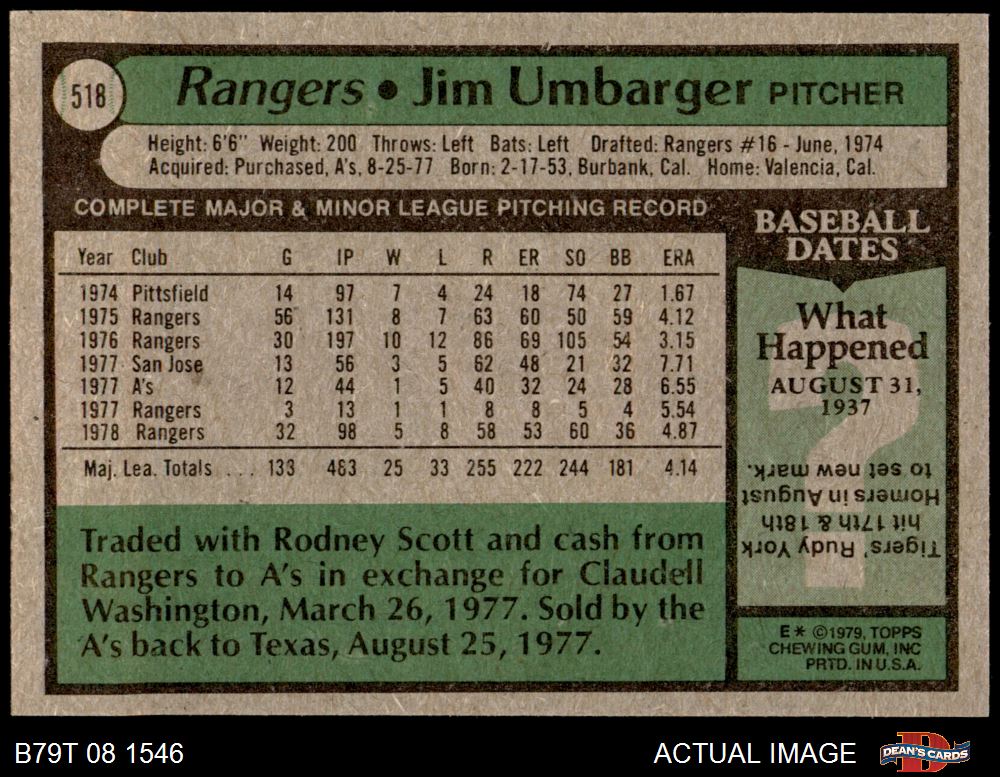 518
Rangers • Jim Umbarger PITCHER
Height: 6'6" Weight: 200 Throws: Left Bats: Left Drafted: Rangers #16 - June, 1974
Acquired: Purchased, A's, 8-25-77 Born: 2-17-53, Burbank, Cal. Home: Valencia, Cal.
COMPLETE MAJOR & MINOR LEAGUE PITCHING RECORD
Year Club G IP W L R ER SO BB ERA
1974 Pittsfield 14 97 7 4 24 18 74 27 1.67
1975 Rangers 56 131 8 7 63 60 50 59 4.12
1976 Rangers 30 197 10 12 86 69 105 54 3.15
1977 San Jose 13 56 3 5 62 48 21 32 7.71
1977 A's 12 44 1 5 40 32 24 28 6.55
1977 Rangers 3 13 1 1 8 8 5 4 5.54
1978 Rangers 32 98 5 8 58 53 60 36 4.87
Maj. Lea. Totals . . . 133 483 25 33 255 222 244 181 4.14
Traded with Rodney Scott and cash from
Rangers to A's in exchange for Claudell
Washington, March 26, 1977. Sold by the
A's back to Texas, August 25, 1977.
BASEBALL
DATES
What
Happened
AUGUST 31,
1937
?
Tigers' Rudy York
hit 17th & 18th
Homers in August
to set new mark.
E* ©1979, TOPPS
CHEWING GUM, INC
PRTD. IN U.S.A.
B79T 08 1546
ACTUAL IMAGE
D
DEAN'S CARDS